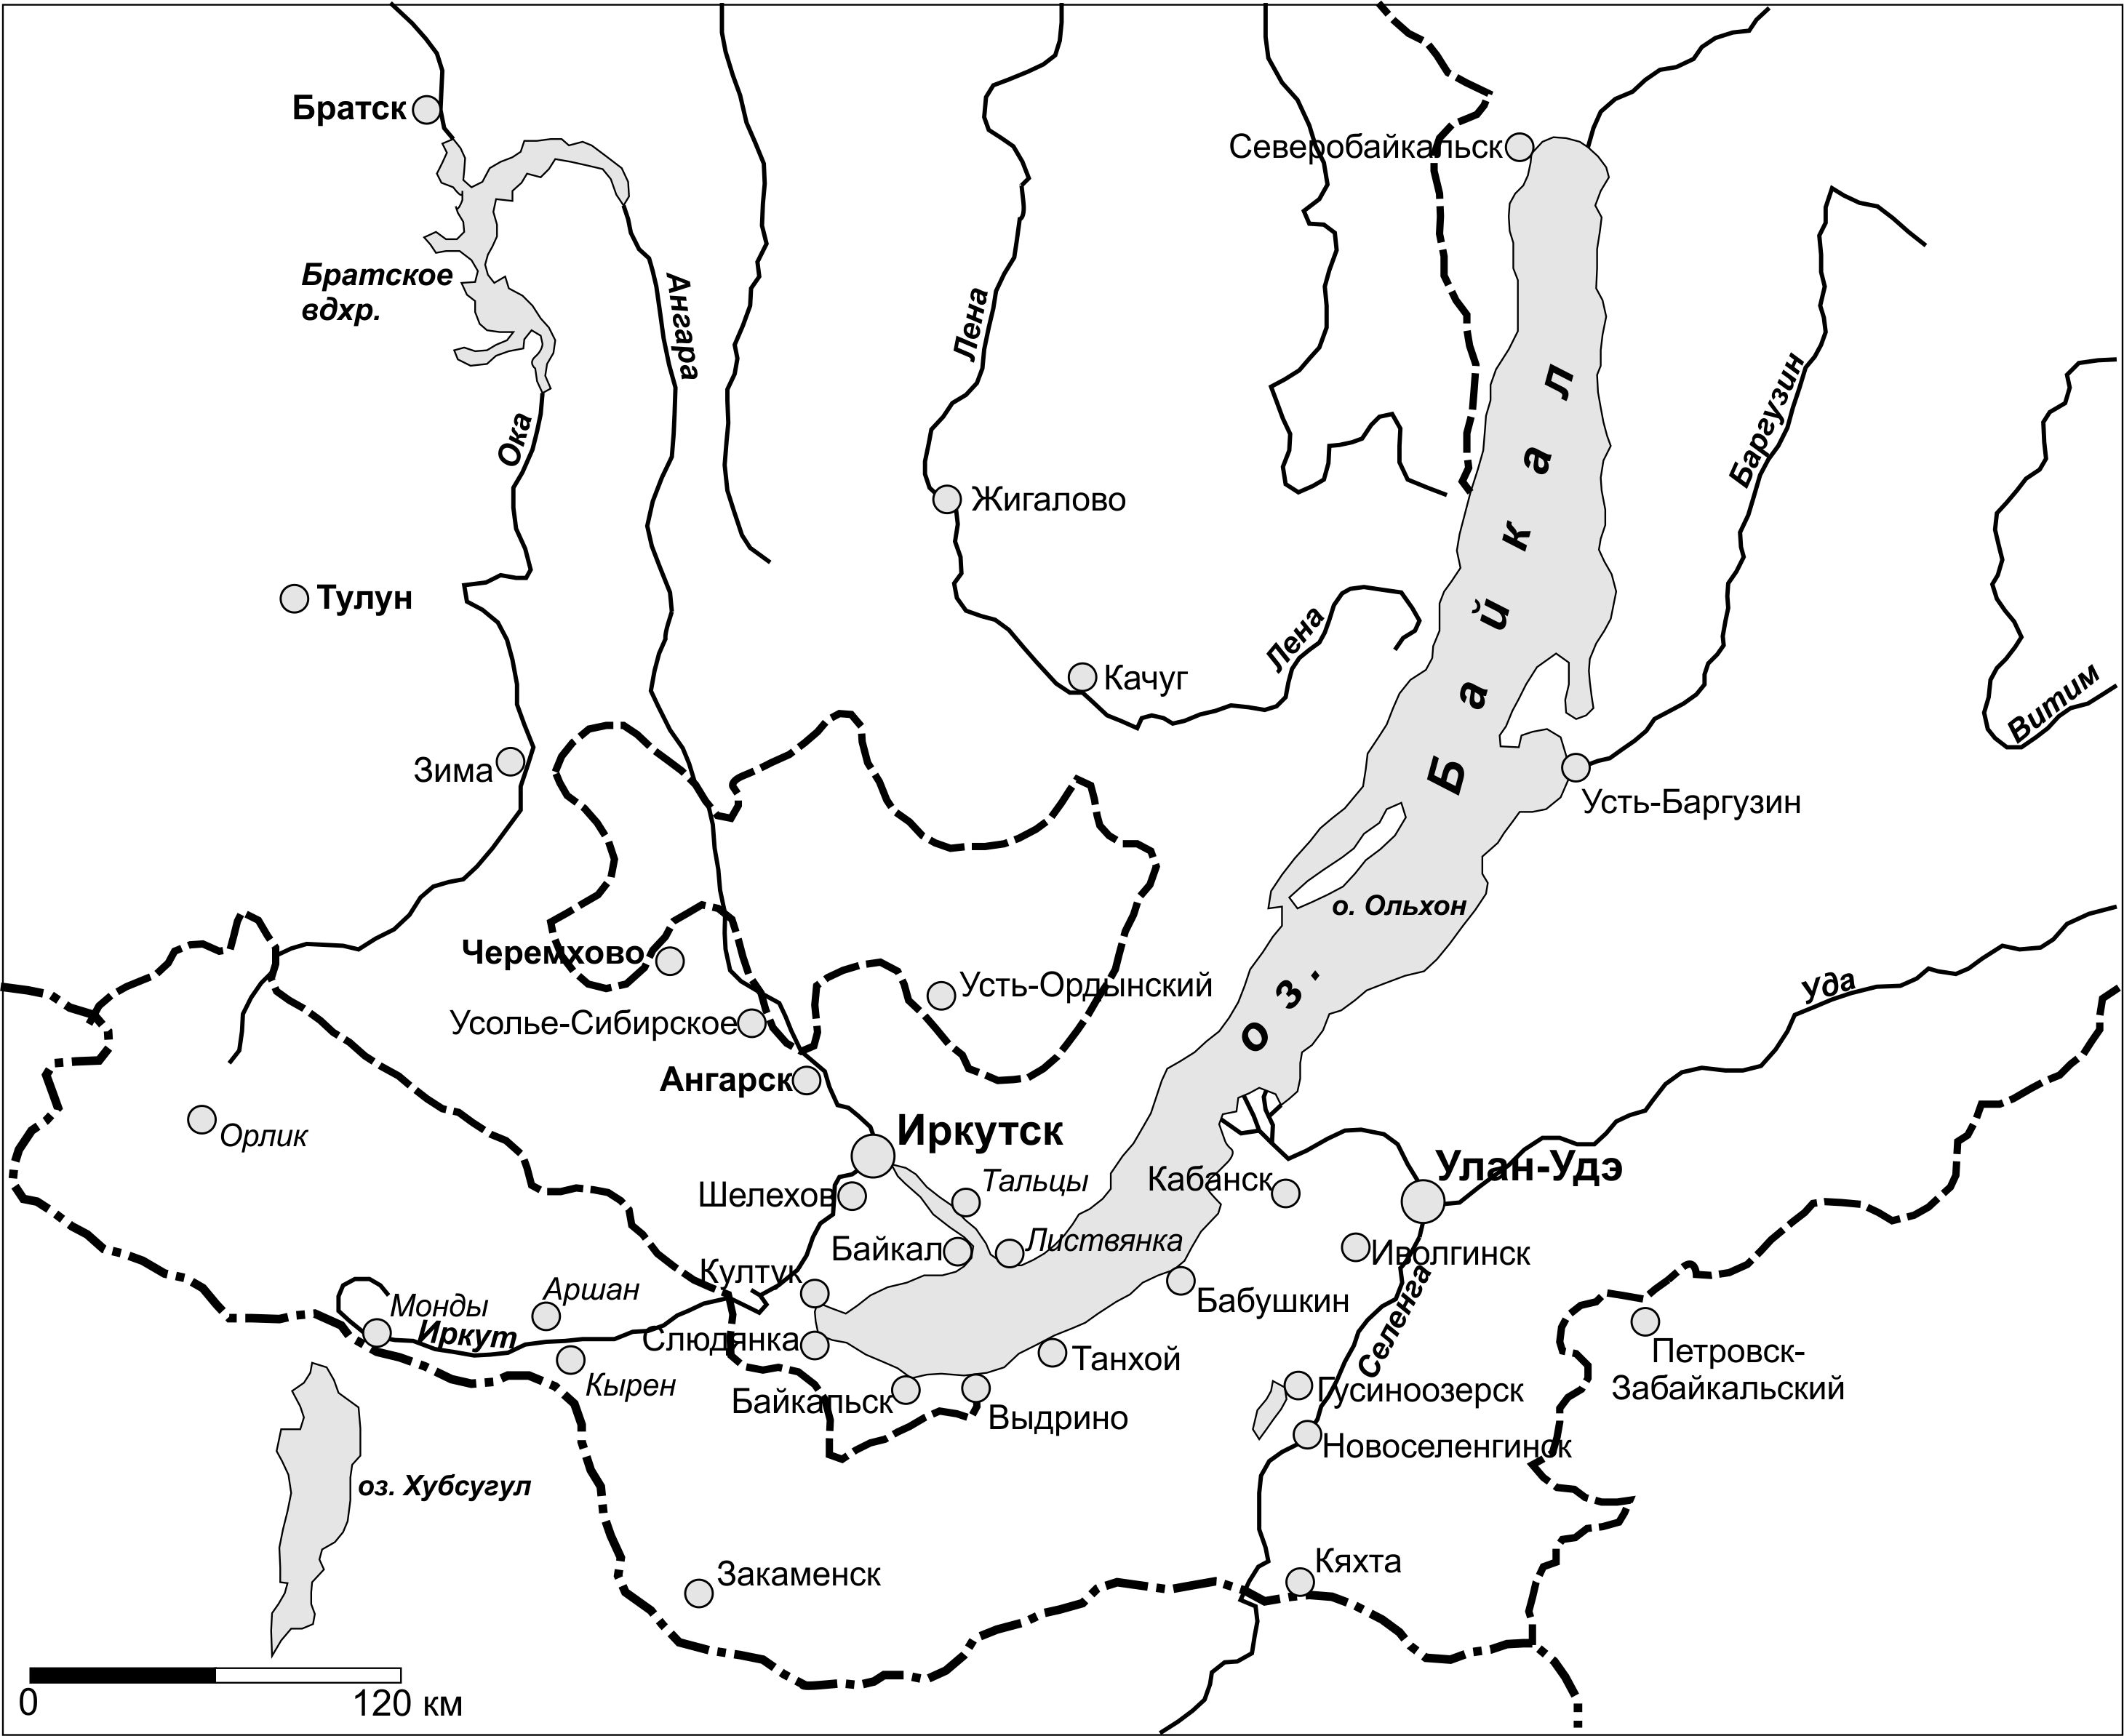 Братск
Северобайкальск
Братское
вдхр.
Ангара
Лена
Ока
Баргузин
Жигалово
Тулун
Лена
Качуг
Витим
Зима
оз. Байкал
Усть-Баргузин
о. Ольхон
Черемхово
Усть-Ордынский
Уда
Усолье-Сибирское
Ангарск
Иркутск
Орлик
Улан-Удэ
Тальцы
Кабанск
Шелехов
Листвянка
Байкал
Иволгинск
Култук
Аршан
Монды
Бабушкин
Иркут
Слюдянка
Селенга
Танхой
Петровск-
Забайкальский
Кырен
Байкальск
Гусиноозерск
Выдрино
Новоселенгинск
оз. Хубсугул
Закаменск
Кяхта
0
120 км